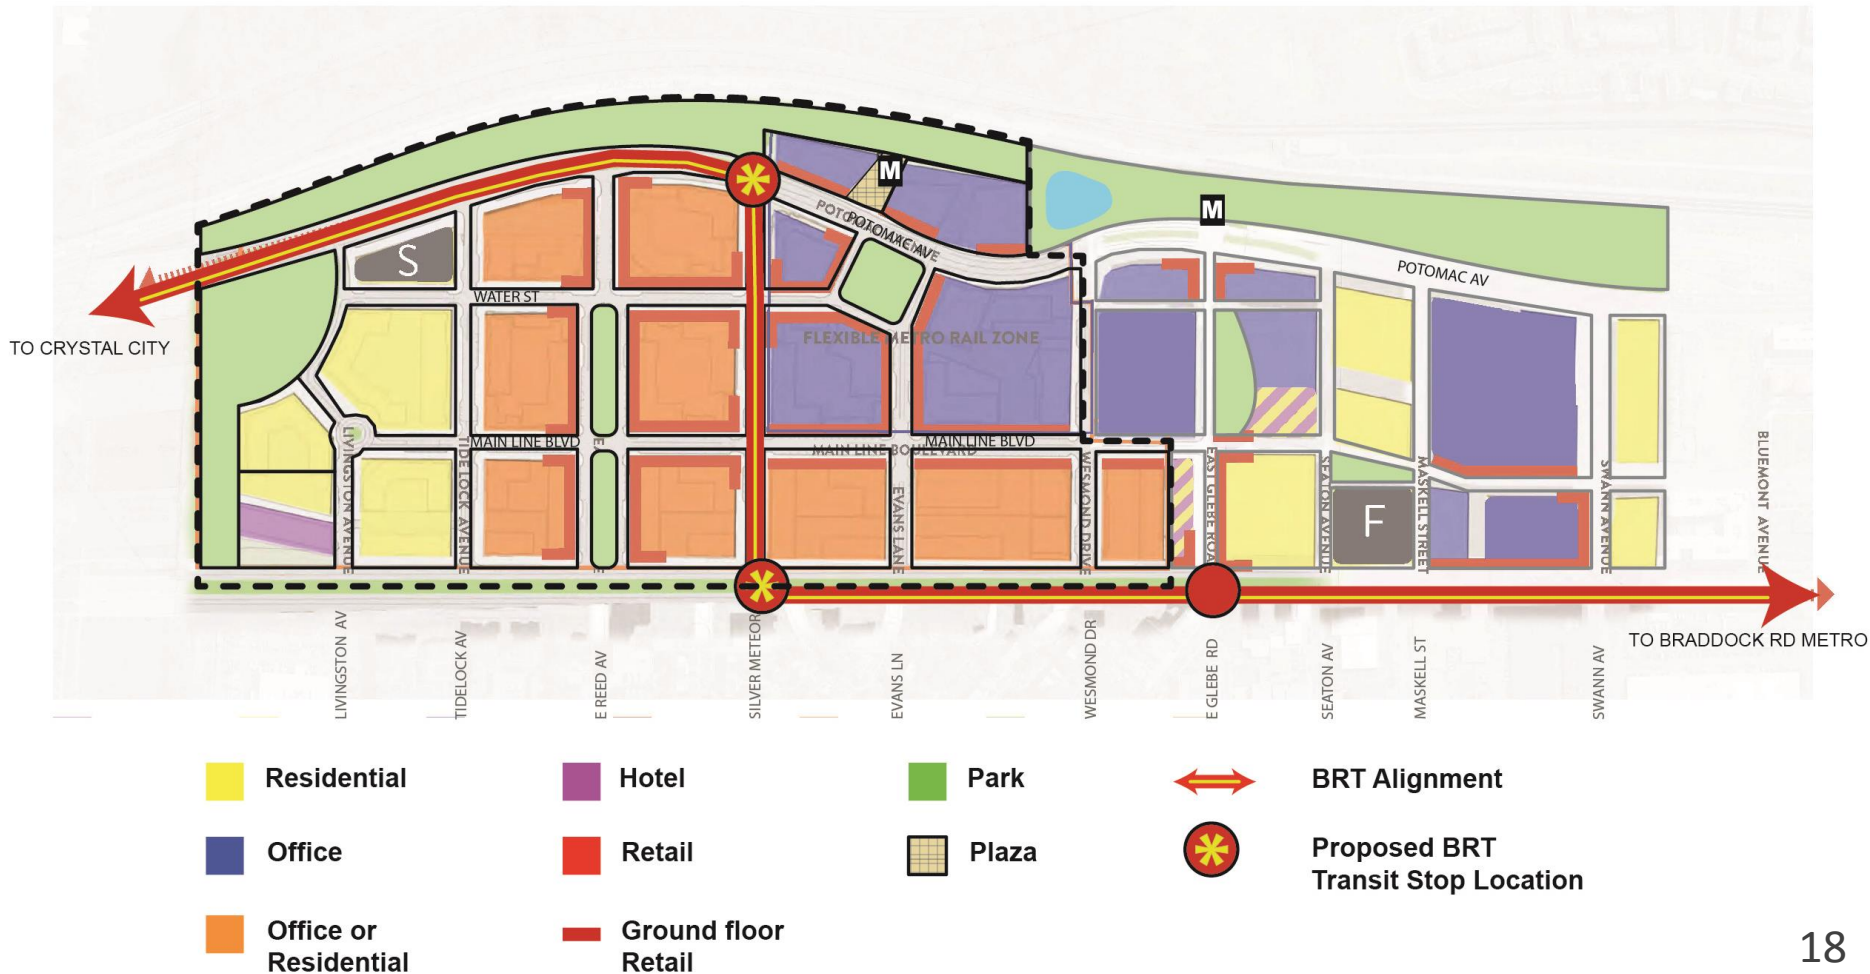 M
M
POTOMAC AVENUE
POTOMAC AVE
S
WATER ST
POTOMAC AV
TO CRYSTAL CITY
FLEXIBLE METRO RAIL ZONE
MAIN LINE BLVD
MAIN LINE BLVD
MAIN LINE BOULEVARD
LIVINGSTON AVENUE
TIDELOCK AVENUE
EVANS LANE
WESMOND DRIVE
EAST GLEBE ROAD
SEATON AVENUE
MASKELL STREET
SWANN AVENUE
BLUEMONT AVENUE
F
TO BRADDOCK RD METRO
LIVINGSTON AV
TIDELOCK AV
E REED AV
SILVER METEOR
EVANS LN
WESMOND DR
E GLEBE RD
SEATON AV
MASKELL ST
SWANN AV
Residential
Hotel
Park
BRT Alignment
Office
Retail
Plaza
Proposed BRT
Transit Stop Location
Office or
Residential
Ground floor
Retail
18